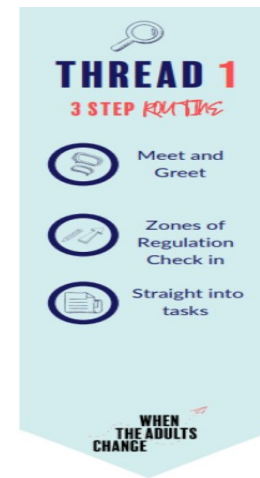 THREAD 1
3 STEP ROUTINE
Meet and
Greet
Zones of
Regulation
Check in
Straight into
tasks
WHEN
THE ADULTS
CHANGE